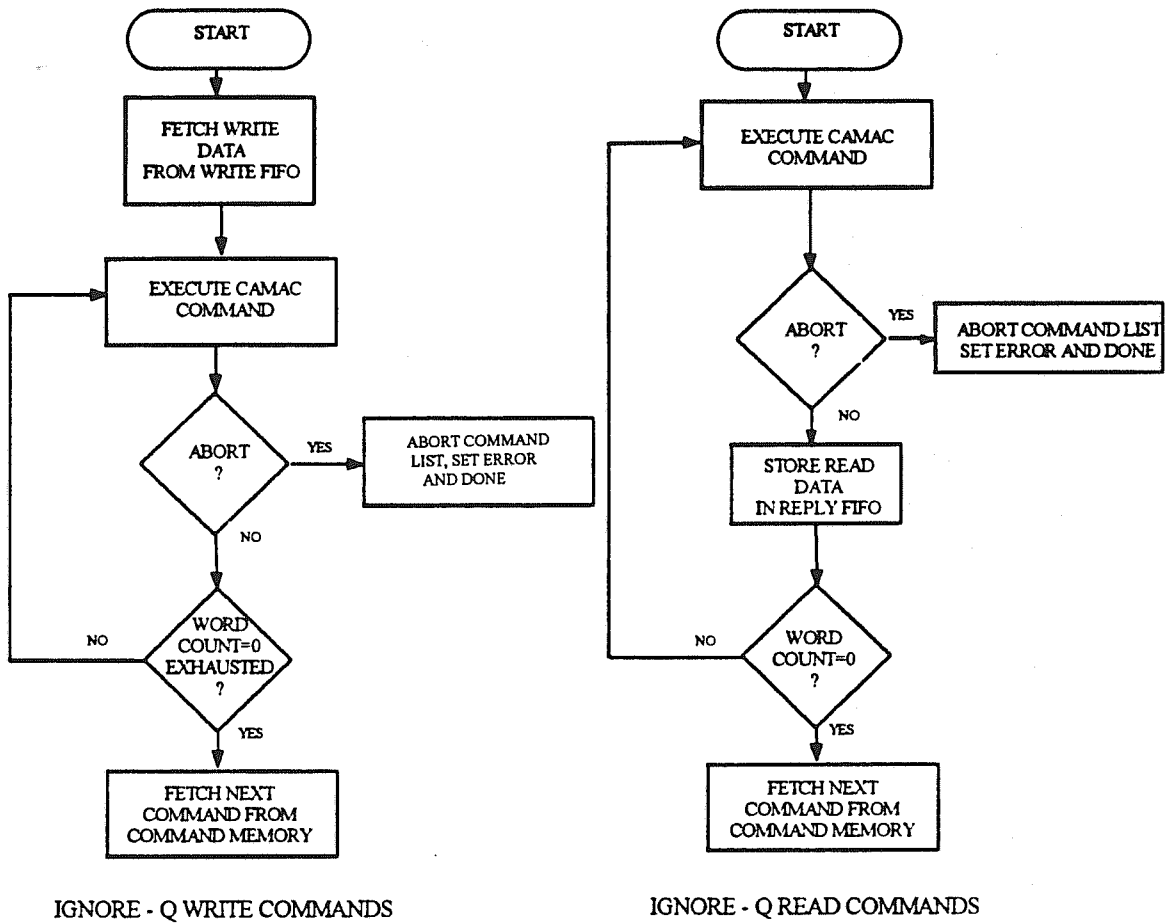 START
FETCH WRITE
DATA
FROM WRITE FIFO
EXECUTE CAMAC
COMMAND
ABORT
?
YES
ABORT COMMAND
LIST, SET ERROR
AND DONE
NO
WORD
COUNT=0
EXHAUSTED
?
NO
YES
FETCH NEXT
COMMAND FROM
COMMAND MEMORY
IGNORE - Q WRITE COMMANDS
START
EXECUTE CAMAC
COMMAND
ABORT
?
YES
ABORT COMMAND LIST
SET ERROR AND DONE
NO
STORE READ
DATA
IN REPLY FIFO
WORD
COUNT=0
?
NO
YES
FETCH NEXT
COMMAND FROM
COMMAND MEMORY
IGNORE - Q READ COMMANDS